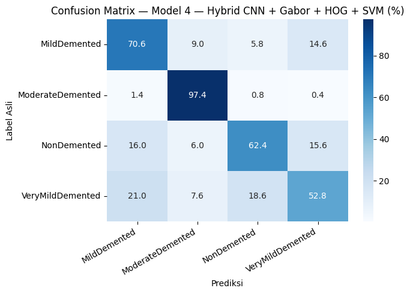 Confusion Matrix — Model 4 — Hybrid CNN + Gabor + HOG + SVM (%)
MildDemented 70.6 9.0 5.8 14.6
ModerateDemented 1.4 97.4 0.8 0.4
NonDemented 16.0 6.0 62.4 15.6
VeryMildDemented 21.0 7.6 18.6 52.8
Label Asli
MildDemented ModerateDemented NonDemented VeryMildDemented
Prediksi
80
60
40
20